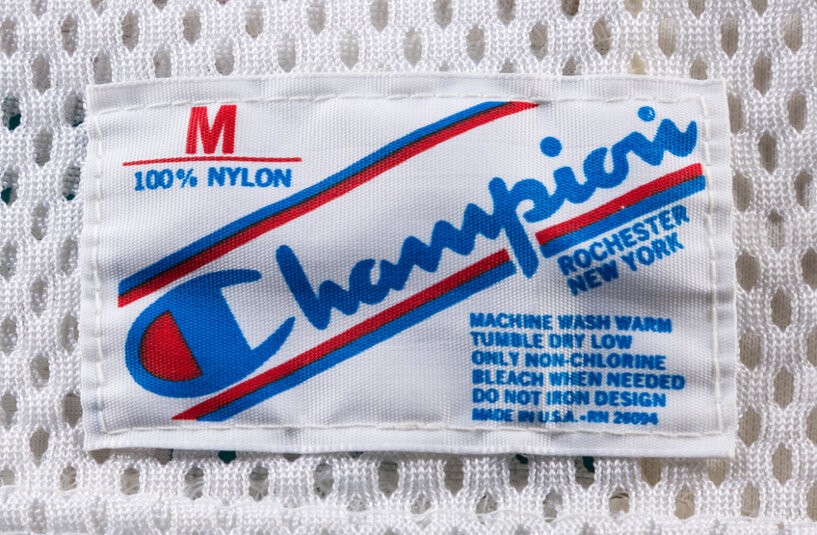 M
100% NYLON
Champion
ROCHESTER
NEW YORK
MACHINE WASH WARM
TUMBLE DRY LOW
ONLY NON-CHLORINE
BLEACH WHEN NEEDED
DO NOT IRON DESIGN
MADE IN U.S.A.-RN 26094